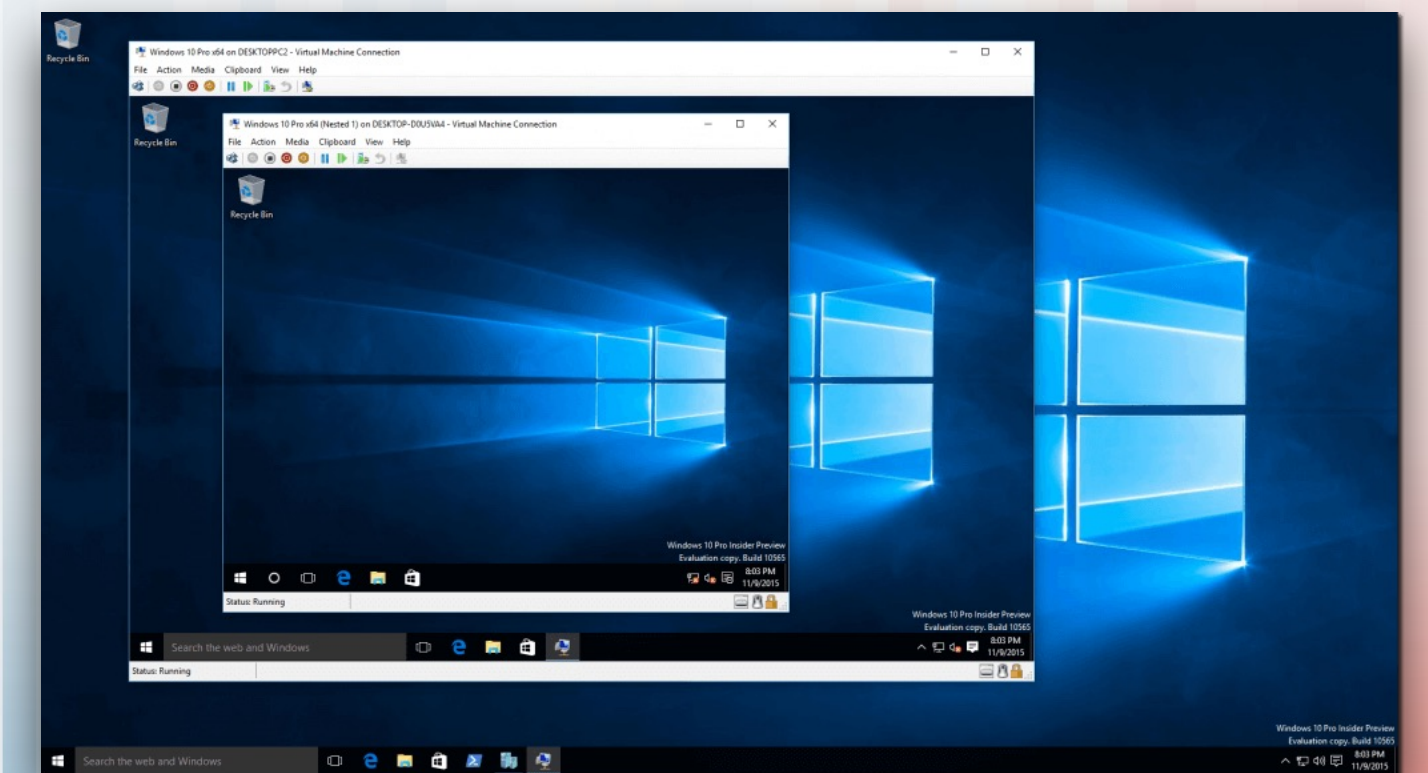 Recycle Bin
Windows 10 Pro x64 on DESKTOPPC2 - Virtual Machine Connection
File Action Media Clipboard View Help
Recycle Bin
Windows 10 Pro x64 (Nested 1) on DESKTOP-D0U5VA4 - Virtual Machine Connection
File Action Media Clipboard View Help
Recycle Bin
Windows 10 Pro Insider Preview
Evaluation copy. Build 10565
8:03 PM
11/9/2015
Status: Running
Windows 10 Pro Insider Preview
Evaluation copy. Build 10565
Search the web and Windows
8:03 PM
11/9/2015
Status: Running
Windows 10 Pro Insider Preview
Evaluation copy. Build 10565
Search the web and Windows
8:03 PM
11/9/2015